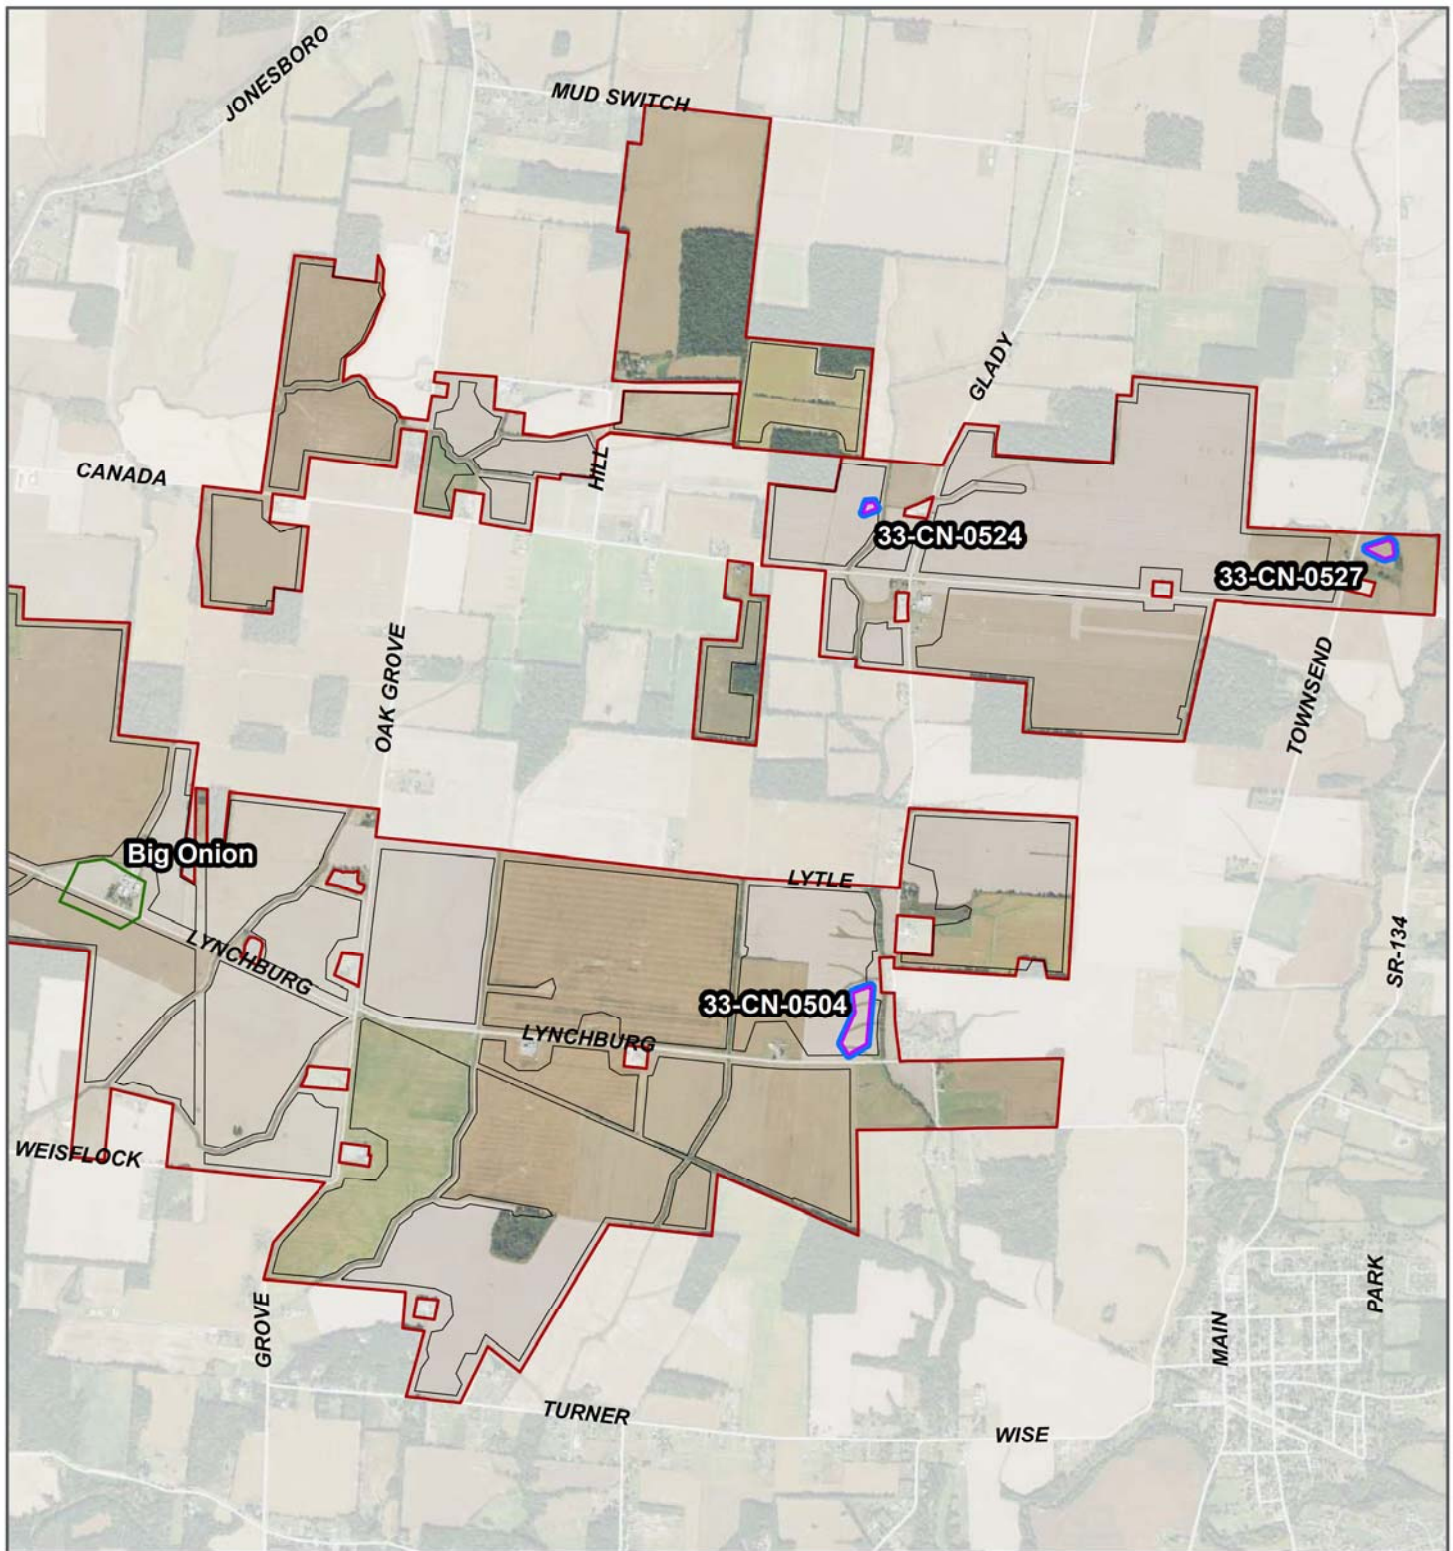 JONESBORO
MUD SWITCH
GLADY
CANADA
HILL
33-CN-0524
33-CN-0527
OAK GROVE
TOWNSEND
Big Onion
LYTLE
LYNCHBURG
SR-134
33-CN-0504
LYNCHBURG
WEISFLOCK
GROVE
PARK
MAIN
TURNER
WISE